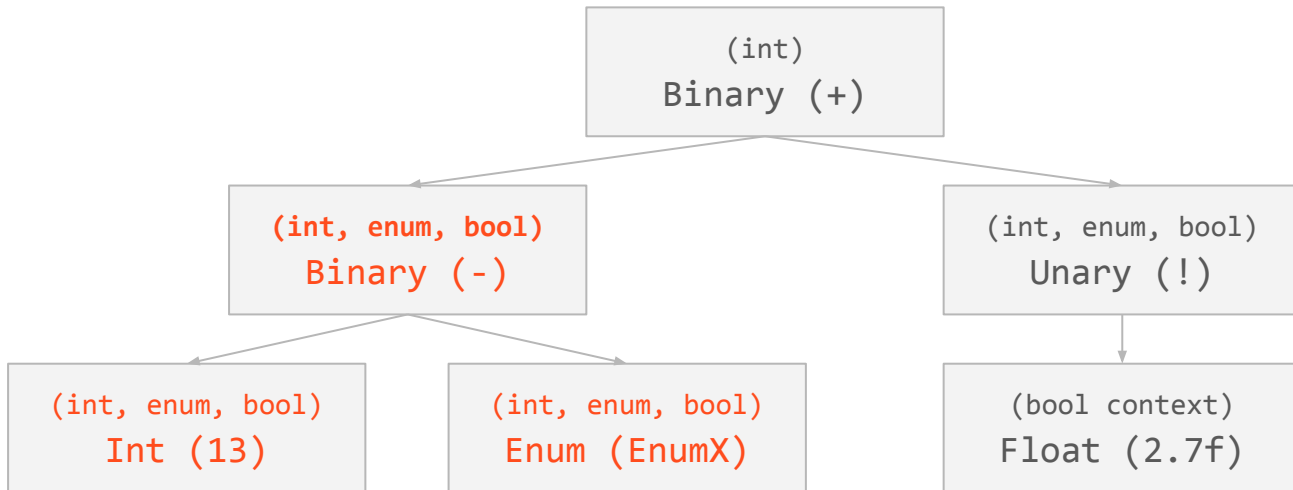 (int)
Binary (+)
(int, enum, bool)
Binary (-)
(int, enum, bool)
Unary (!)
(int, enum, bool)
Int (13)
(int, enum, bool)
Enum (EnumX)
(bool context)
Float (2.7f)